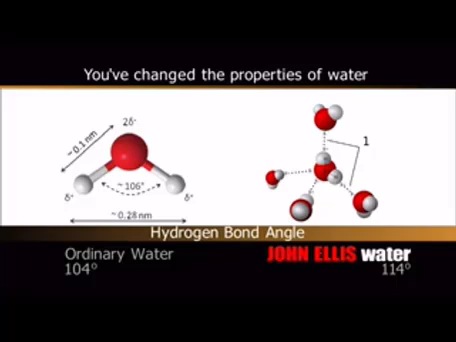 You've changed the properties of water
2δ⁻
~0.1 nm
1
δ⁺
~106°
δ⁺
~0.28 nm
Hydrogen Bond Angle
Ordinary Water
104°
JOHN ELLIS water
114°